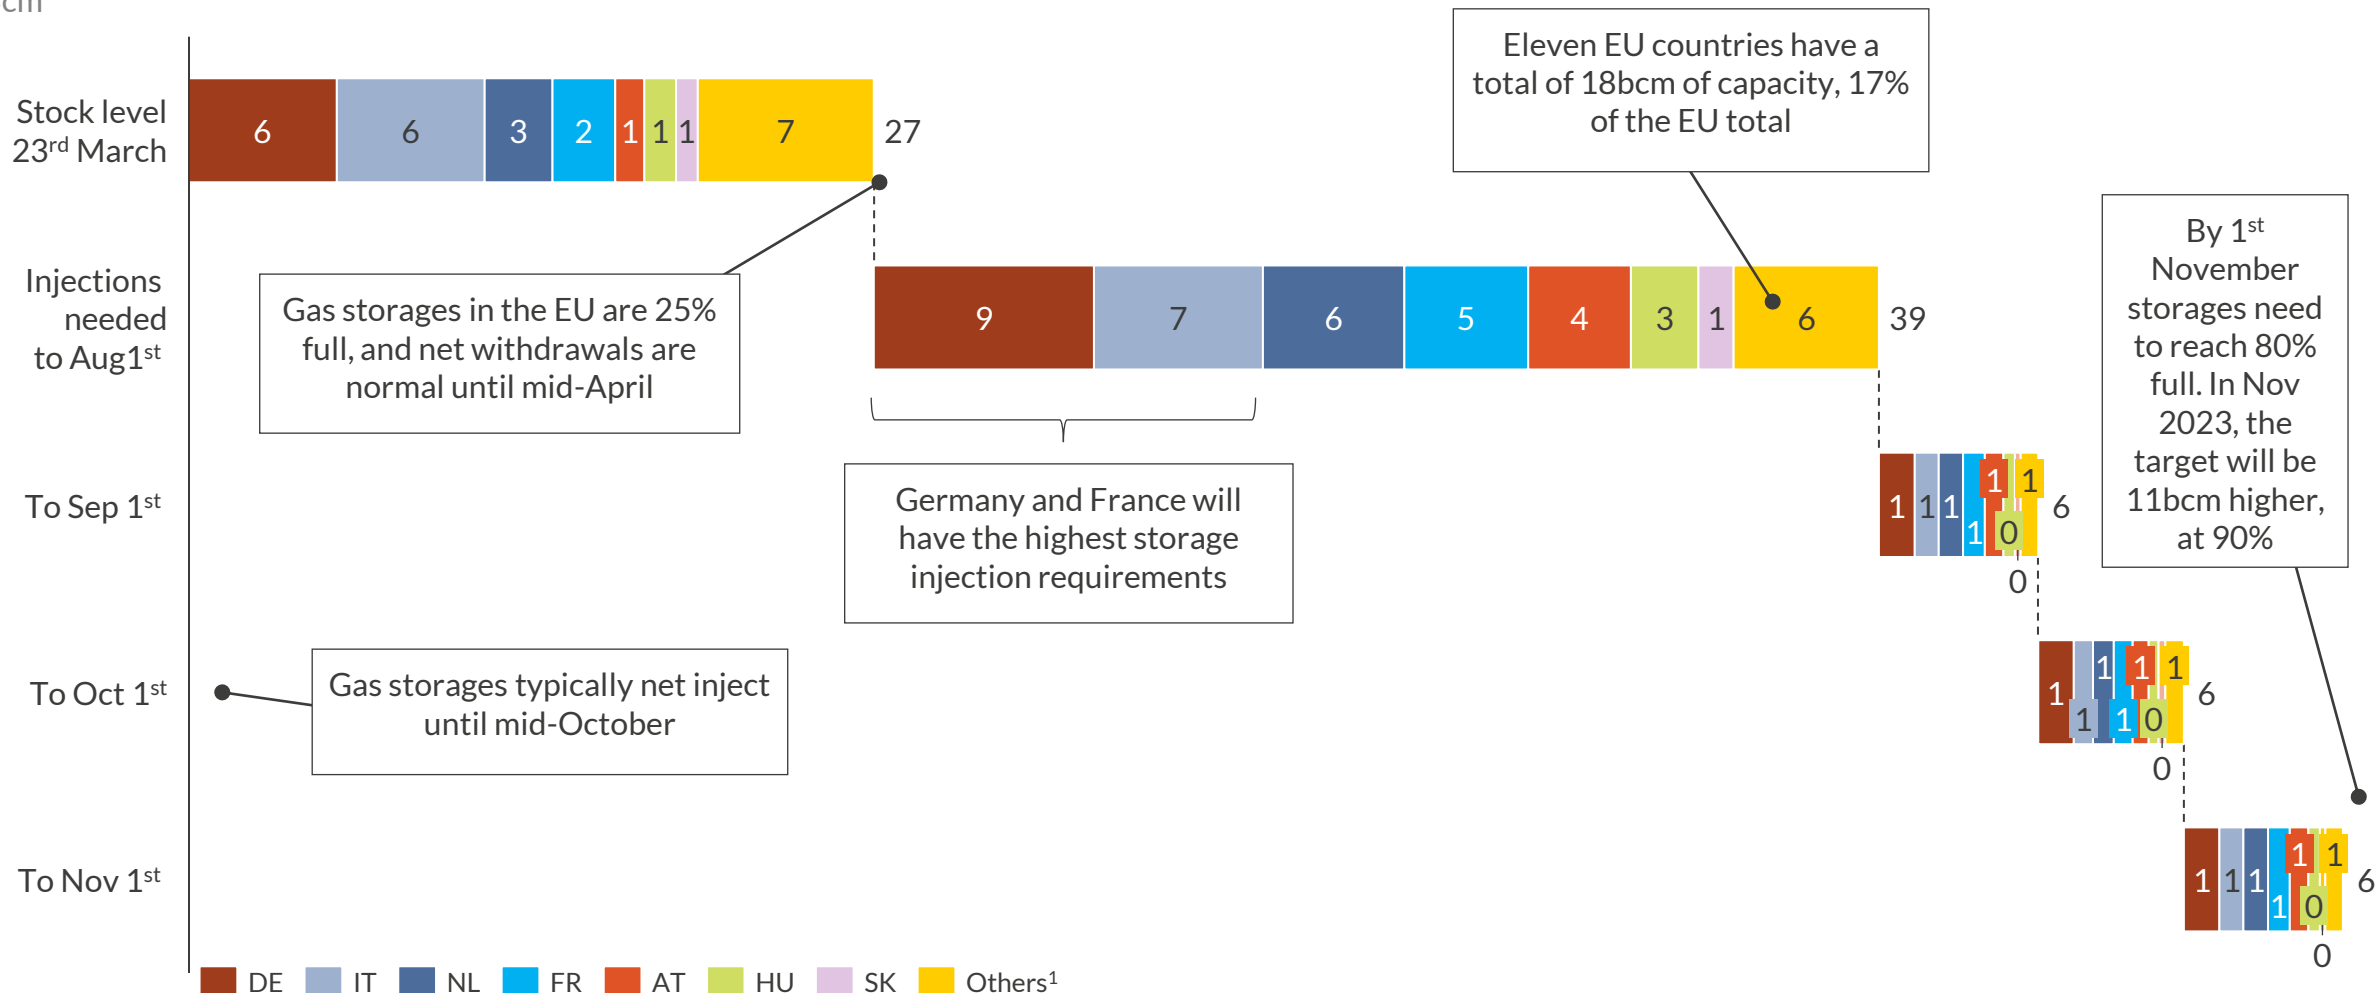 cm
Eleven EU countries have a
total of 18bcm of capacity, 17%
of the EU total
Stock level
23rd March
6 6 3 2 1 1 1 7 27
By 1st
November
storages need
to reach 80%
full. In Nov
2023, the
target will be
11bcm higher,
at 90%
Injections
needed
to Aug1st
9 7 6 5 4 3 1 6 39
Gas storages in the EU are 25%
full, and net withdrawals are
normal until mid-April
Germany and France will
have the highest storage
injection requirements
To Sep 1st
1 1 1 1 1 0 1 6
0
To Oct 1st
Gas storages typically net inject
until mid-October
1 1 1 1 1 0 1 6
0
To Nov 1st
1 1 1 1 1 0 1 6
0
DE IT NL FR AT HU SK Others1